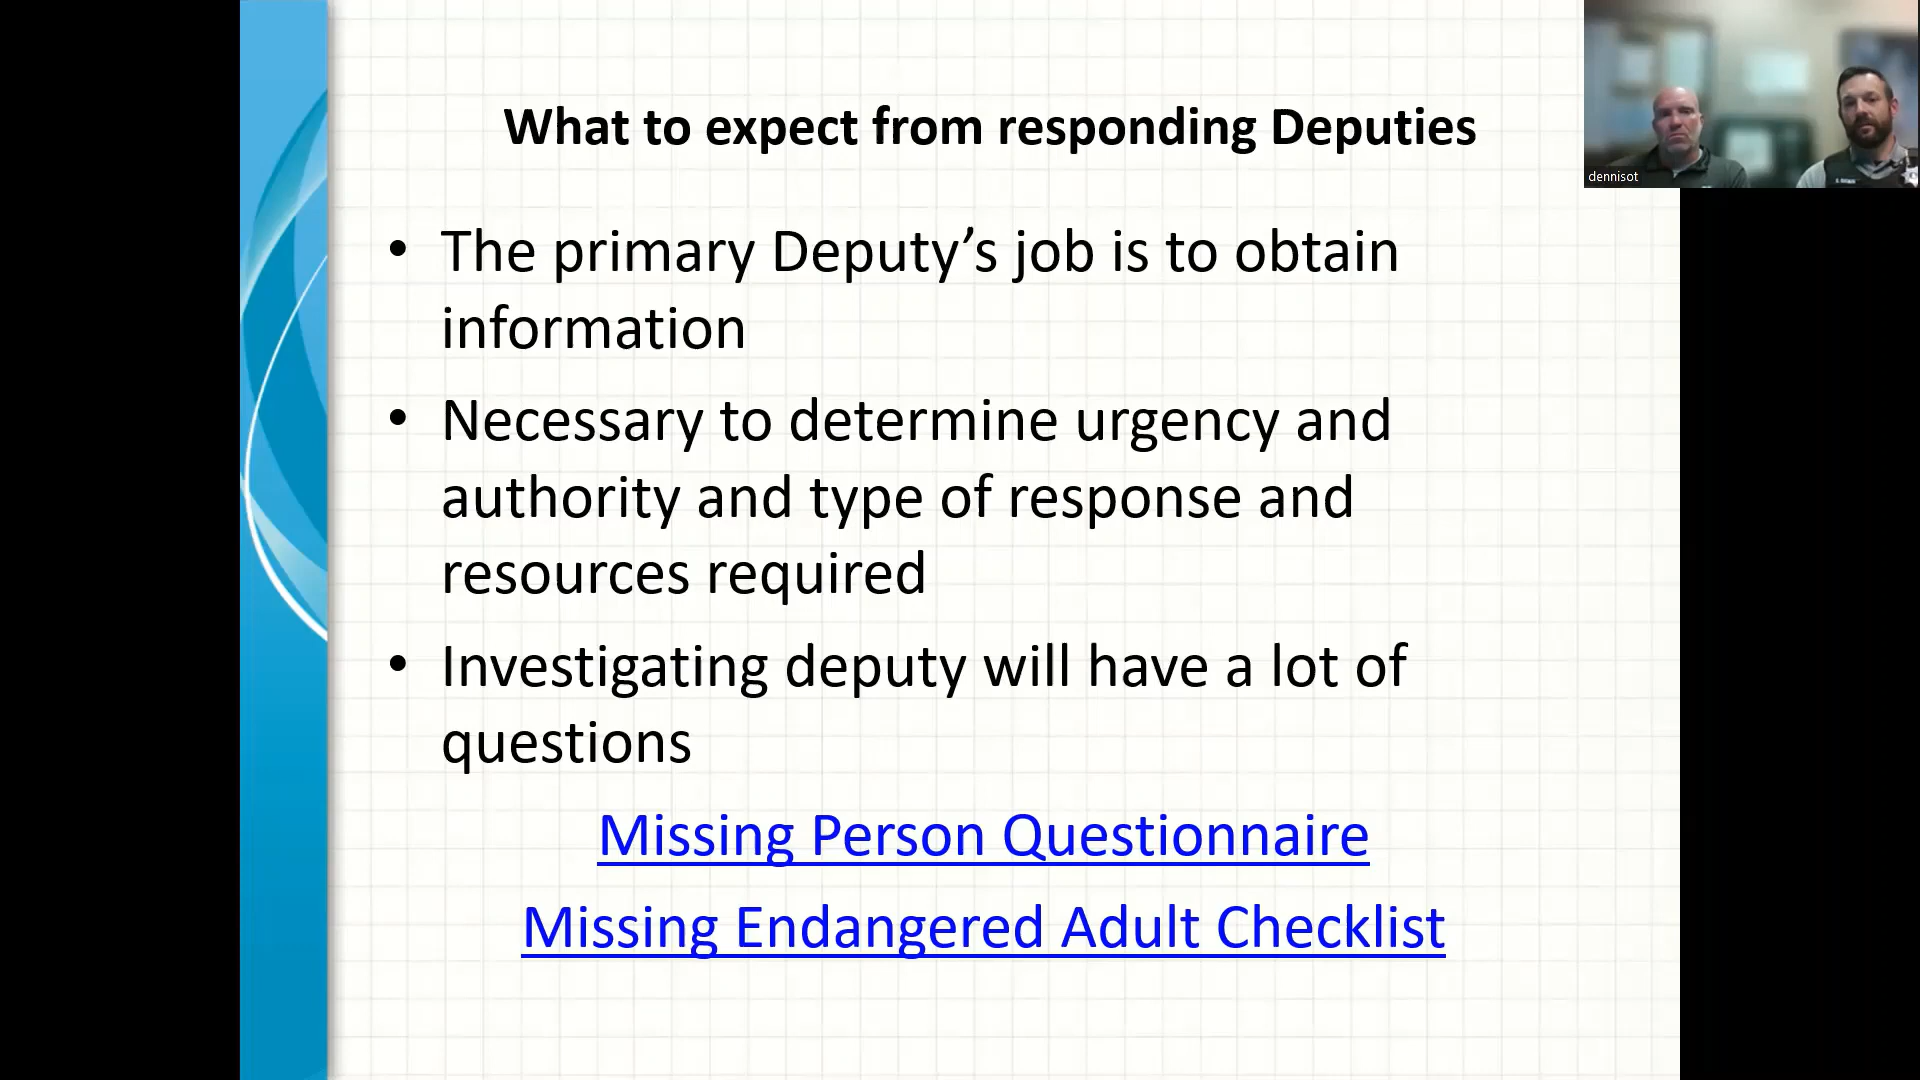 What to expect from responding Deputies
• The primary Deputy’s job is to obtain
information
• Necessary to determine urgency and
authority and type of response and
resources required
• Investigating deputy will have a lot of
questions
Missing Person Questionnaire
Missing Endangered Adult Checklist
dennisot